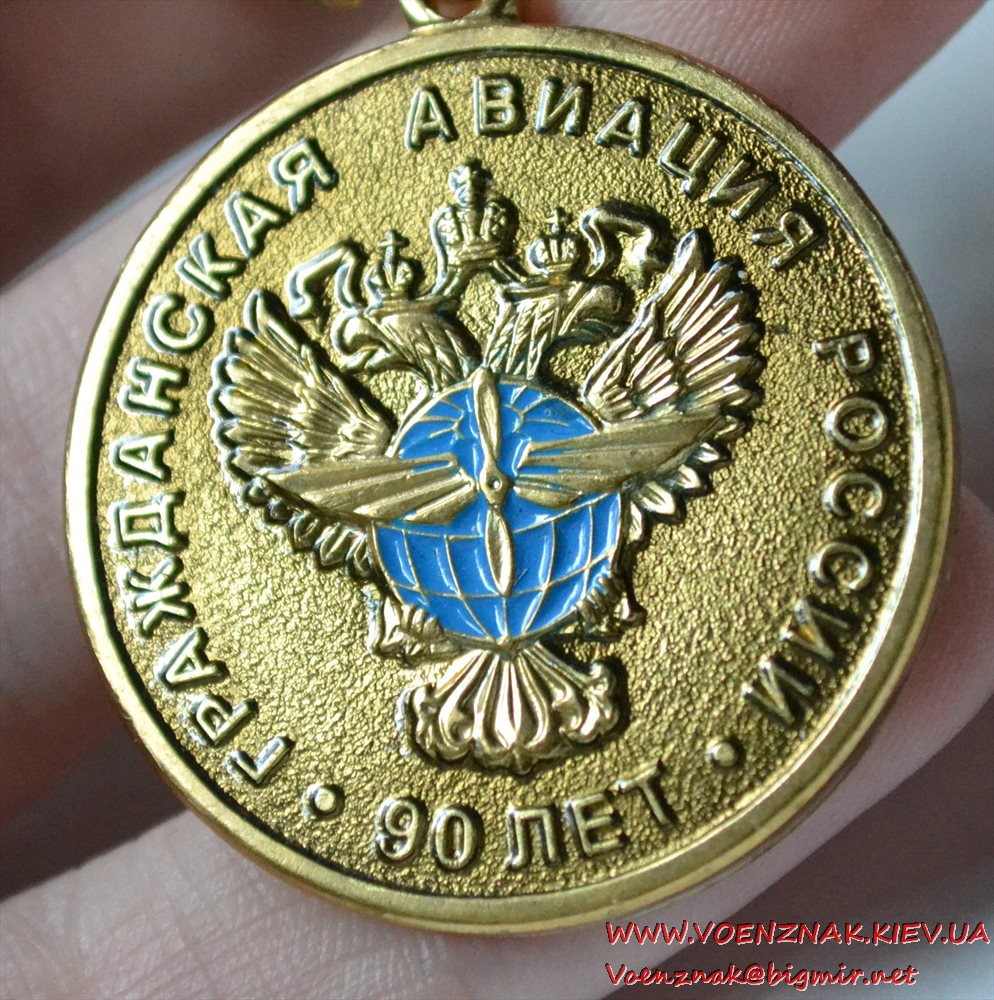 ГРАЖДАНСКАЯ АВИАЦИЯ РОССИИ
• 90 ЛЕТ •
WWW.VOENZNAK.KIEV.UA
Voenznak@bigmir.net